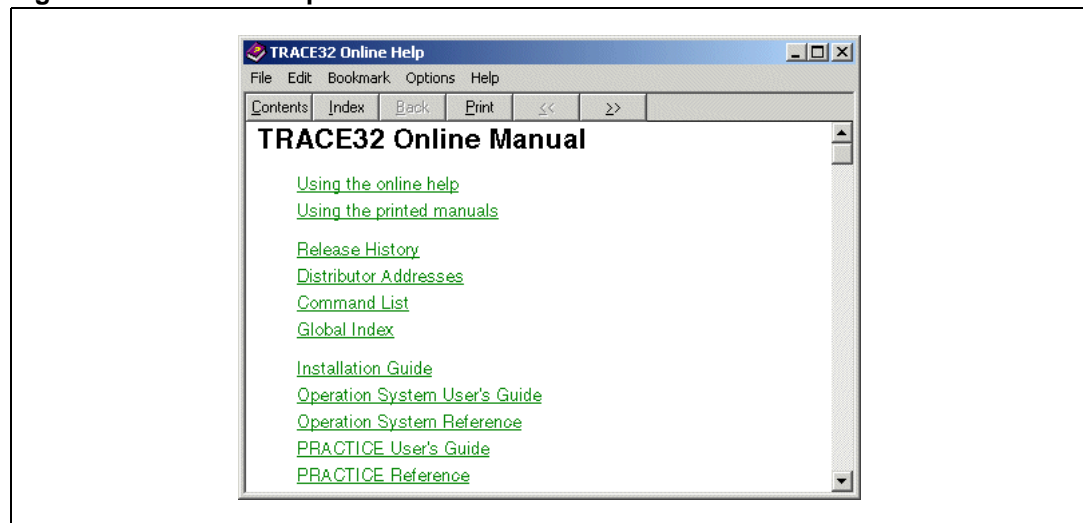 TRACE32 Online Help
File Edit Bookmark Options Help
Contents Index Back Print << >>
TRACE32 Online Manual
Using the online help
Using the printed manuals
Release History
Distributor Addresses
Command List
Global Index
Installation Guide
Operation System User's Guide
Operation System Reference
PRACTICE User's Guide
PRACTICE Reference